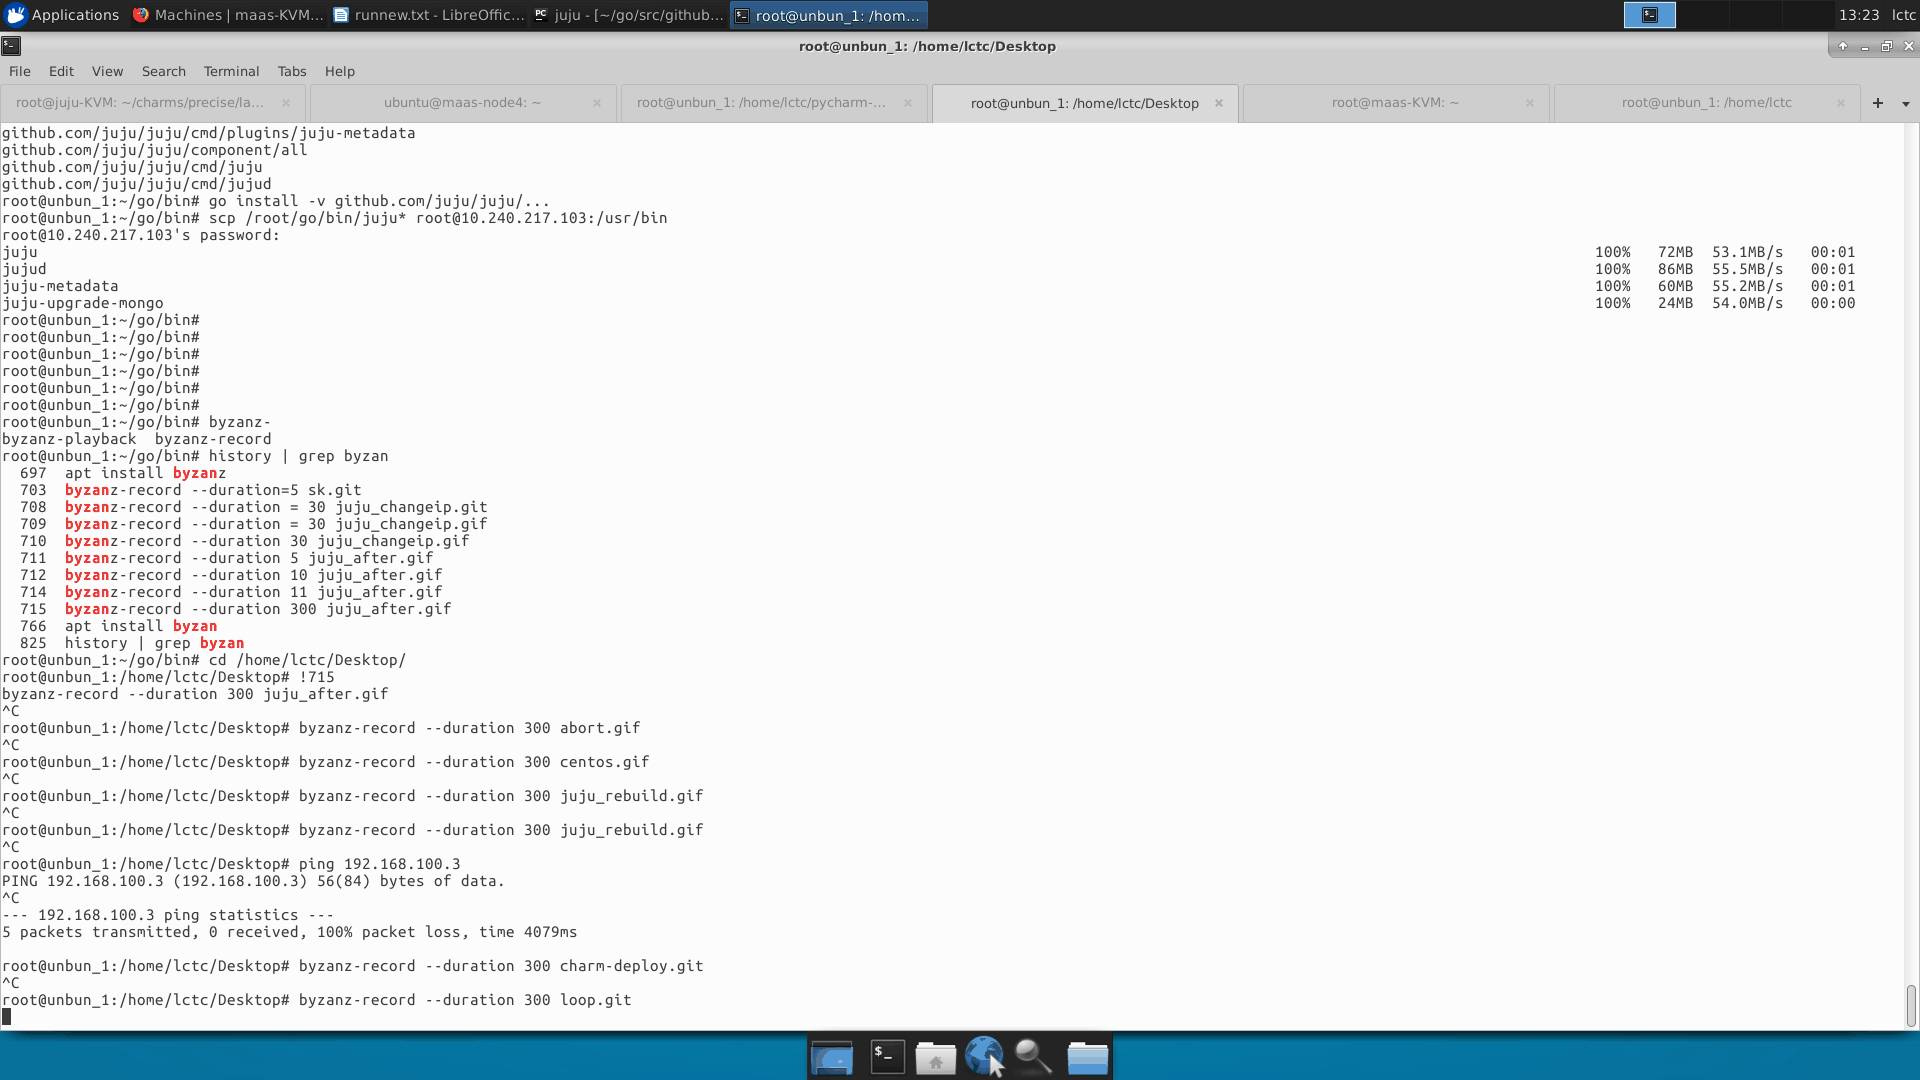 Applications
Machines | maas-KVM...
runnew.txt - LibreOffic...
juju - [~/go/src/github...
root@unbun_1: /hom...
13:23
lctc
root@unbun_1: /home/lctc/Desktop
File Edit View Search Terminal Tabs Help
root@juju-KVM: ~/charms/precise/la...
ubuntu@maas-node4: ~
root@unbun_1: /home/lctc/pycharm-...
root@unbun_1: /home/lctc/Desktop
root@maas-KVM: ~
root@unbun_1: /home/lctc
github.com/juju/juju/cmd/plugins/juju-metadata
github.com/juju/juju/component/all
github.com/juju/juju/cmd/juju
github.com/juju/juju/cmd/jujud
root@unbun_1:~/go/bin# go install -v github.com/juju/juju/...
root@unbun_1:~/go/bin# scp /root/go/bin/juju* root@10.240.217.103:/usr/bin
root@10.240.217.103's password:
juju 100% 72MB 53.1MB/s 00:01
jujud 100% 86MB 55.5MB/s 00:01
juju-metadata 100% 60MB 55.2MB/s 00:01
juju-upgrade-mongo 100% 24MB 54.0MB/s 00:00
root@unbun_1:~/go/bin#
root@unbun_1:~/go/bin#
root@unbun_1:~/go/bin#
root@unbun_1:~/go/bin#
root@unbun_1:~/go/bin#
root@unbun_1:~/go/bin#
root@unbun_1:~/go/bin# byzanz-
byzanz-playback byzanz-record
root@unbun_1:~/go/bin# history | grep byzan
697 apt install byzanz
703 byzanz-record --duration=5 sk.git
708 byzanz-record --duration = 30 juju_changeip.git
709 byzanz-record --duration = 30 juju_changeip.gif
710 byzanz-record --duration 30 juju_changeip.gif
711 byzanz-record --duration 5 juju_after.gif
712 byzanz-record --duration 10 juju_after.gif
714 byzanz-record --duration 11 juju_after.gif
715 byzanz-record --duration 300 juju_after.gif
766 apt install byzan
825 history | grep byzan
root@unbun_1:~/go/bin# cd /home/lctc/Desktop/
root@unbun_1:/home/lctc/Desktop# !715
byzanz-record --duration 300 juju_after.gif
^C
root@unbun_1:/home/lctc/Desktop# byzanz-record --duration 300 abort.gif
^C
root@unbun_1:/home/lctc/Desktop# byzanz-record --duration 300 centos.gif
^C
root@unbun_1:/home/lctc/Desktop# byzanz-record --duration 300 juju_rebuild.gif
^C
root@unbun_1:/home/lctc/Desktop# byzanz-record --duration 300 juju_rebuild.gif
^C
root@unbun_1:/home/lctc/Desktop# ping 192.168.100.3
PING 192.168.100.3 (192.168.100.3) 56(84) bytes of data.
^C
--- 192.168.100.3 ping statistics ---
5 packets transmitted, 0 received, 100% packet loss, time 4079ms
root@unbun_1:/home/lctc/Desktop# byzanz-record --duration 300 charm-deploy.git
^C
root@unbun_1:/home/lctc/Desktop# byzanz-record --duration 300 loop.git